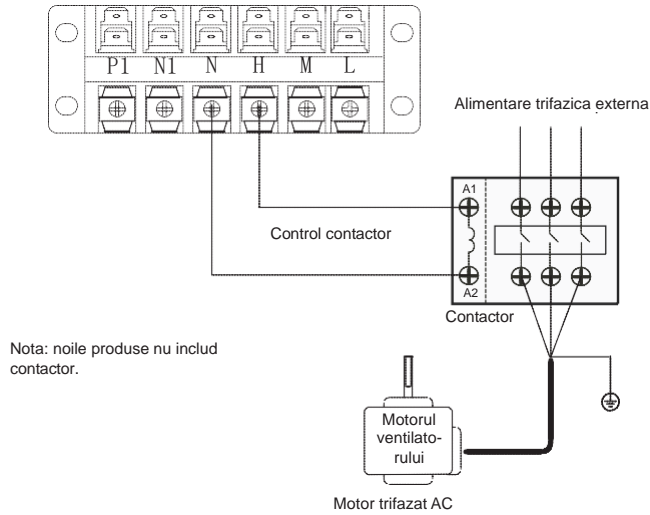 P1 N1 N H M L
Alimentare trifazica externa
A1
Control contactor
A2
Contactor
Nota: noile produse nu includ
contactor.
Motorul
ventilato-
rului
Motor trifazat AC